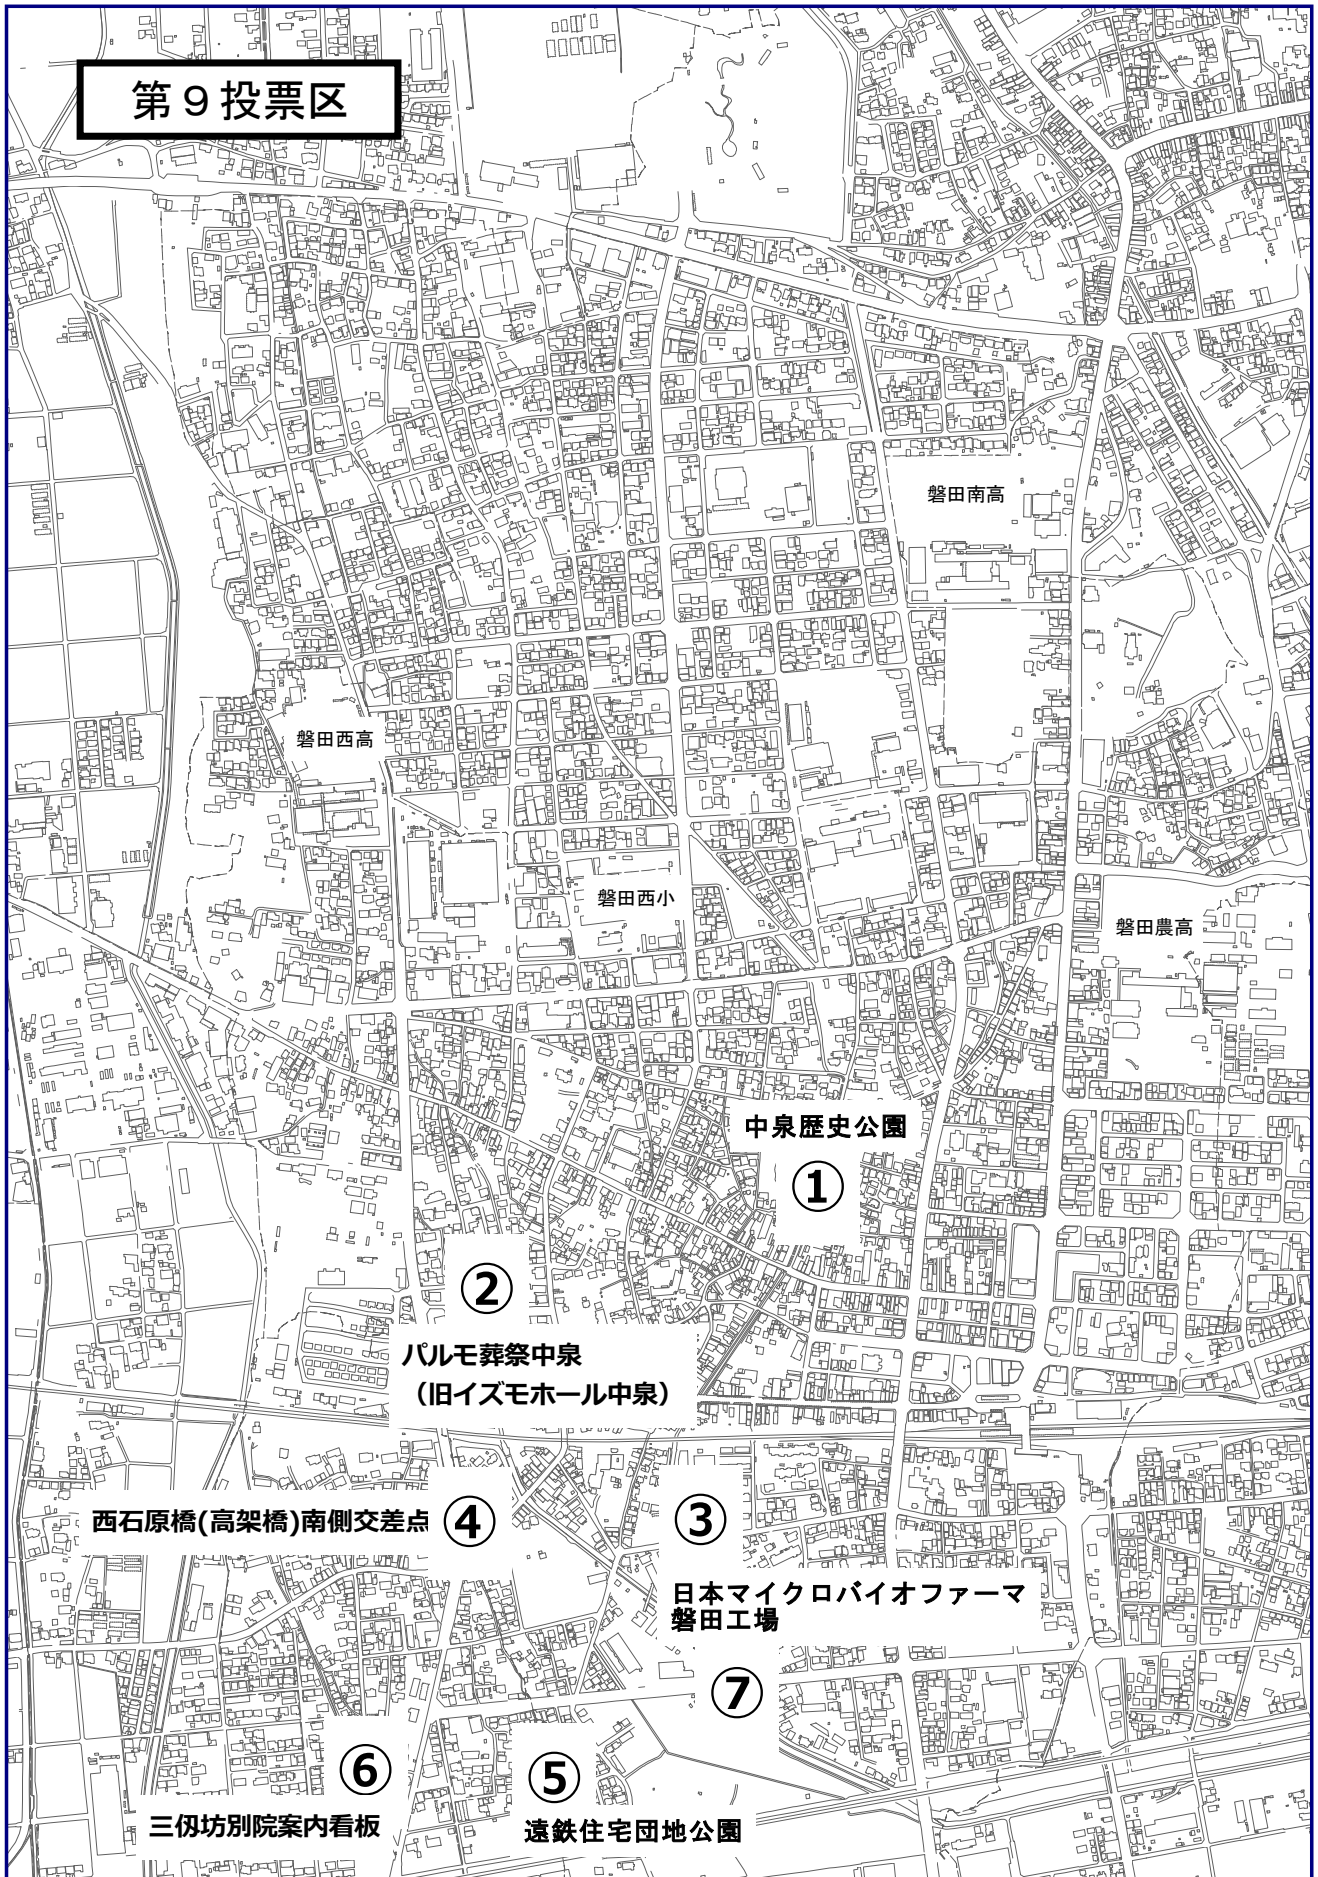 第９投票区
磐田南高
磐田西高
磐田西小
磐田農高
中泉歴史公園
①
②
パルモ葬祭中泉
（旧イズモホール中泉）
西石原橋(高架橋)南側交差点
④
③
日本マイクロバイオファーマ
磐田工場
⑦
⑥
三仭坊別院案内看板
⑤
遠鉄住宅団地公園